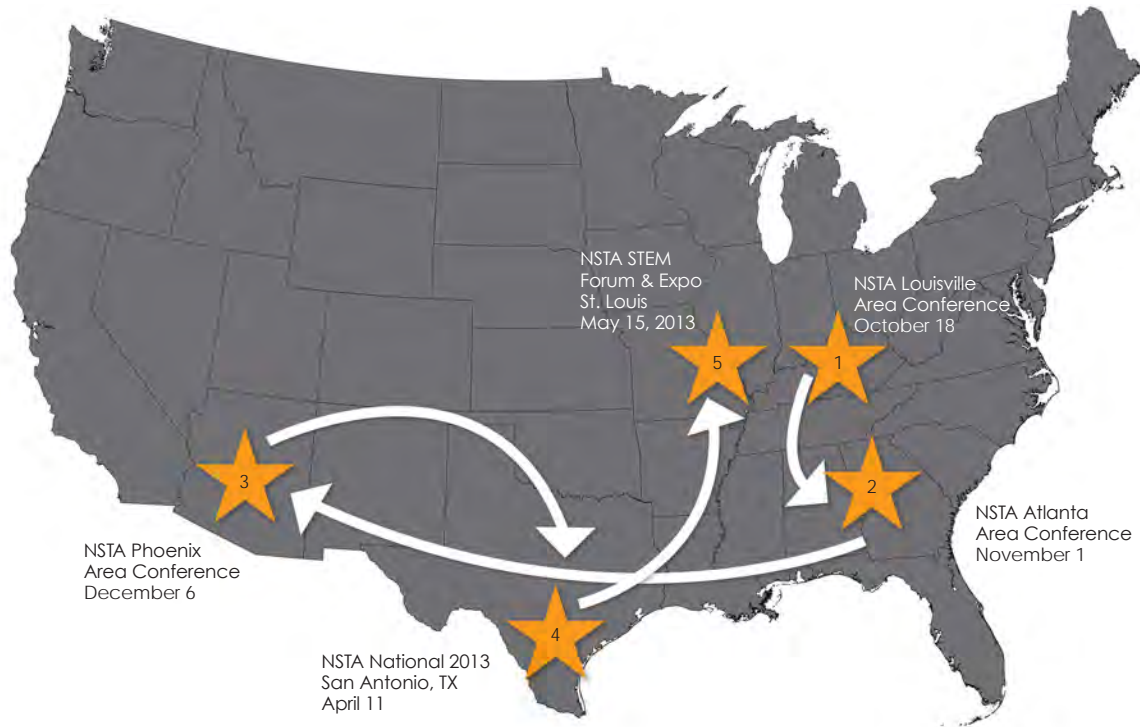 NSTA STEM
Forum & Expo
St. Louis
May 15, 2013
NSTA Louisville
Area Conference
October 18
5
1
3
2
NSTA Atlanta
Area Conference
November 1
NSTA Phoenix
Area Conference
December 6
4
NSTA National 2013
San Antonio, TX
April 11